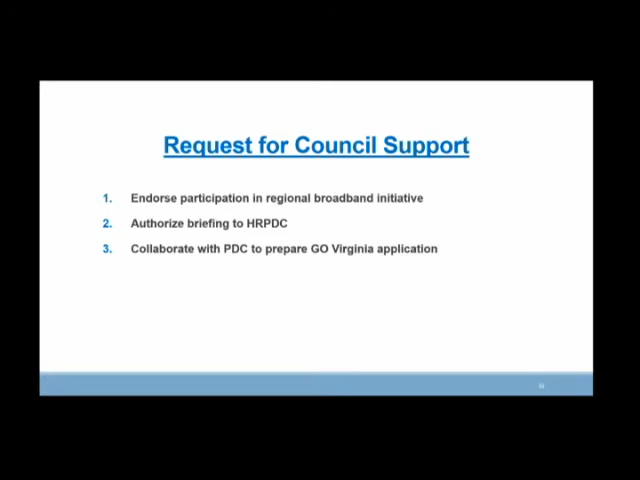 Request for Council Support
1. Endorse participation in regional broadband initiative
2. Authorize briefing to HRPDC
3. Collaborate with PDC to prepare GO Virginia application